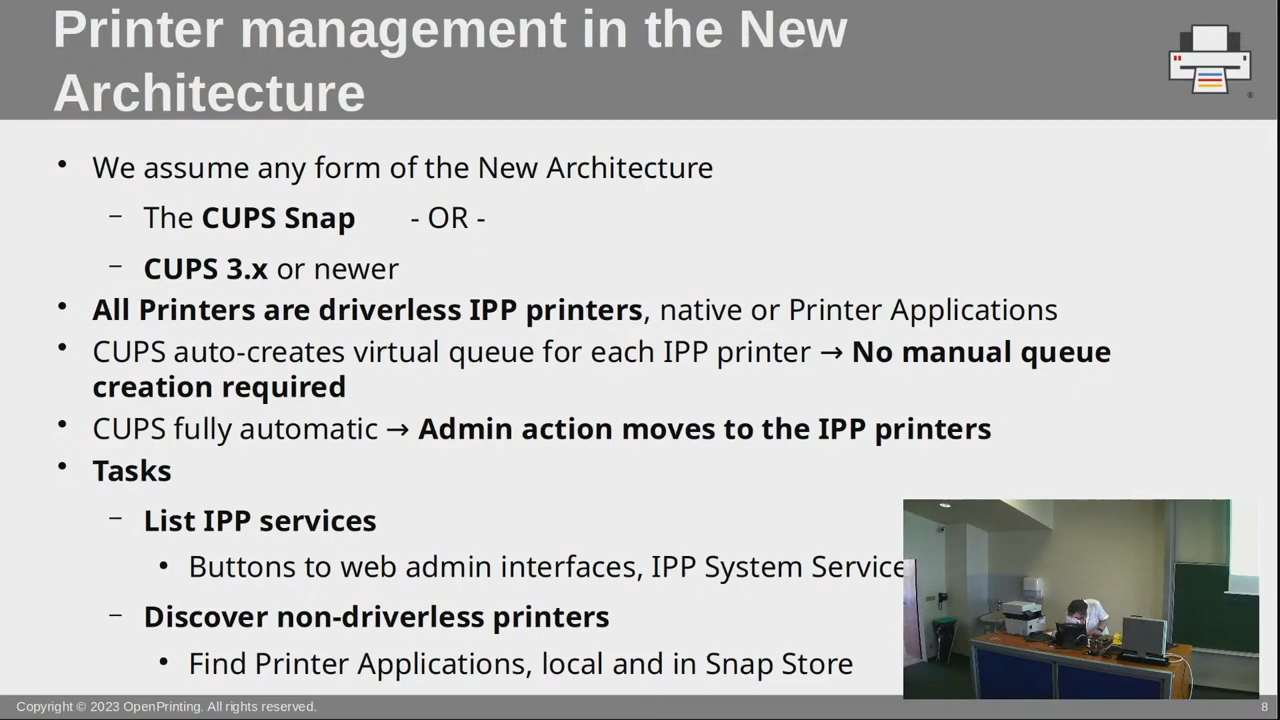 Printer management in the New
Architecture
®
• We assume any form of the New Architecture
– The CUPS Snap - OR -
– CUPS 3.x or newer
• All Printers are driverless IPP printers, native or Printer Applications
• CUPS auto-creates virtual queue for each IPP printer → No manual queue
creation required
• CUPS fully automatic → Admin action moves to the IPP printers
• Tasks
– List IPP services
• Buttons to web admin interfaces, IPP System Service
– Discover non-driverless printers
• Find Printer Applications, local and in Snap Store
Copyright © 2023 OpenPrinting. All rights reserved.
8